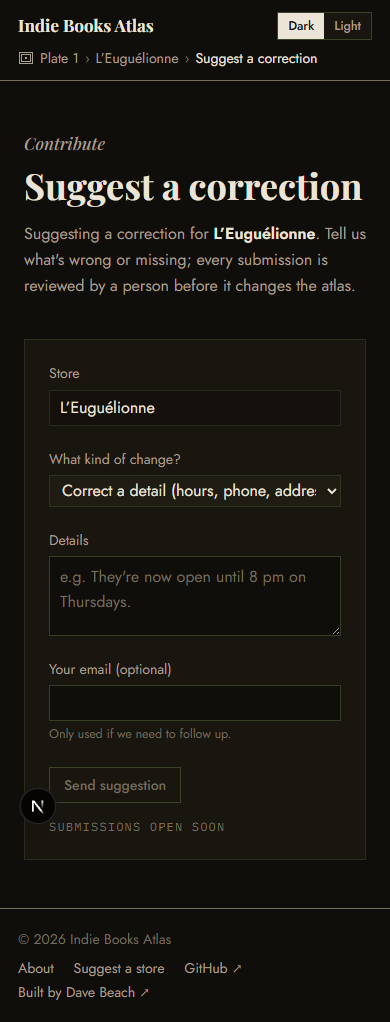 Indie Books Atlas
Dark Light
Plate 1 › L’Euguélionne › Suggest a correction
Contribute
Suggest a correction
Suggesting a correction for L’Euguélionne. Tell us
what's wrong or missing; every submission is
reviewed by a person before it changes the atlas.
Store
L’Euguélionne
What kind of change?
Correct a detail (hours, phone, addres
Details
e.g. They're now open until 8 pm on
Thursdays.
Your email (optional)
Only used if we need to follow up.
Send suggestion
N
SUBMISSIONS OPEN SOON
© 2026 Indie Books Atlas
About Suggest a store GitHub ↗
Built by Dave Beach ↗